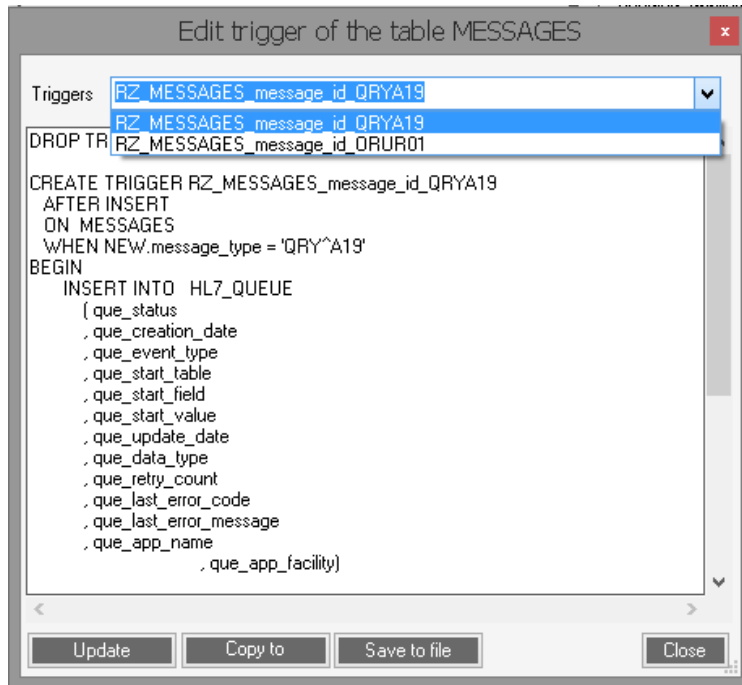 Edit trigger of the table MESSAGES
x
Triggers RZ_MESSAGES_message_id_QRYA19
RZ_MESSAGES_message_id_QRYA19
RZ_MESSAGES_message_id_ORUR01
DROP TR
CREATE TRIGGER RZ_MESSAGES_message_id_QRYA19
AFTER INSERT
ON MESSAGES
WHEN NEW.message_type = 'QRY^A19'
BEGIN
INSERT INTO HL7_QUEUE
( que_status
, que_creation_date
, que_event_type
, que_start_table
, que_start_field
, que_start_value
, que_update_date
, que_data_type
, que_retry_count
, que_last_error_code
, que_last_error_message
, que_app_name
, que_app_facility)
Update Copy to Save to file Close